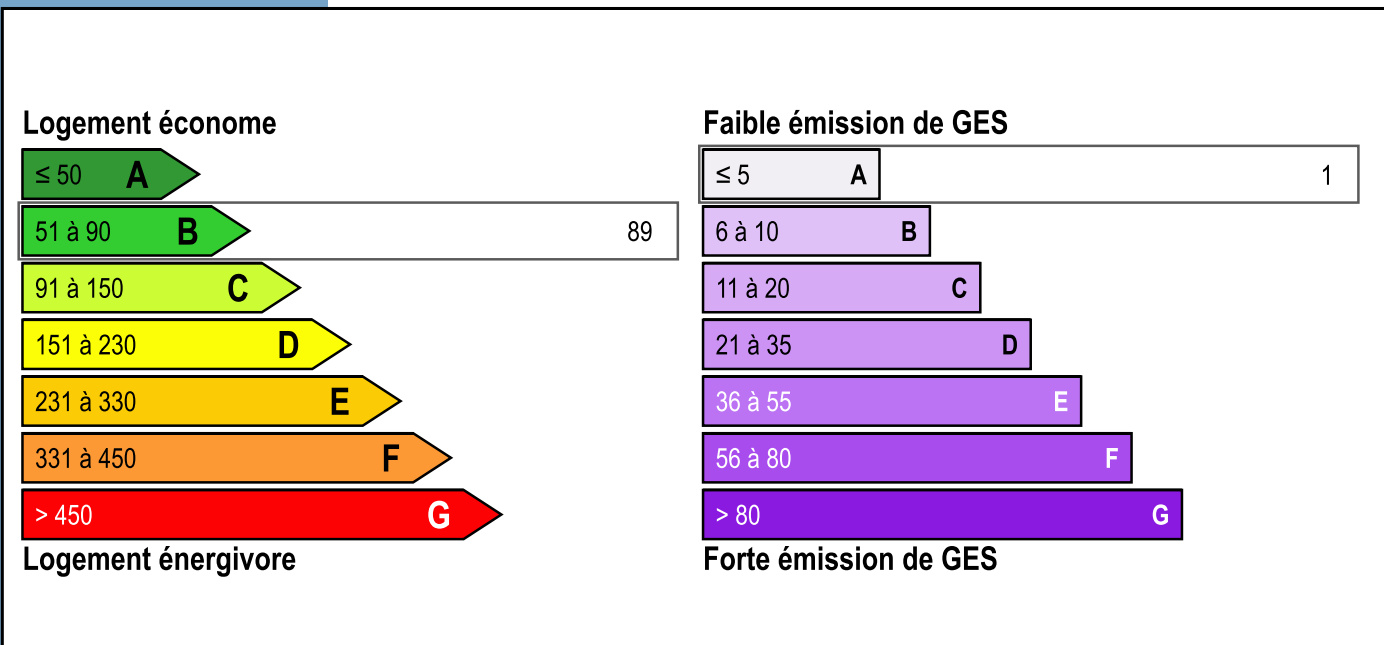 Logement économe
≤ 50 A
51 à 90 B 89
91 à 150 C
151 à 230 D
231 à 330 E
331 à 450 F
> 450 G
Logement énergivore
Faible émission de GES
≤ 5 A 1
6 à 10 B
11 à 20 C
21 à 35 D
36 à 55 E
56 à 80 F
> 80 G
Forte émission de GES